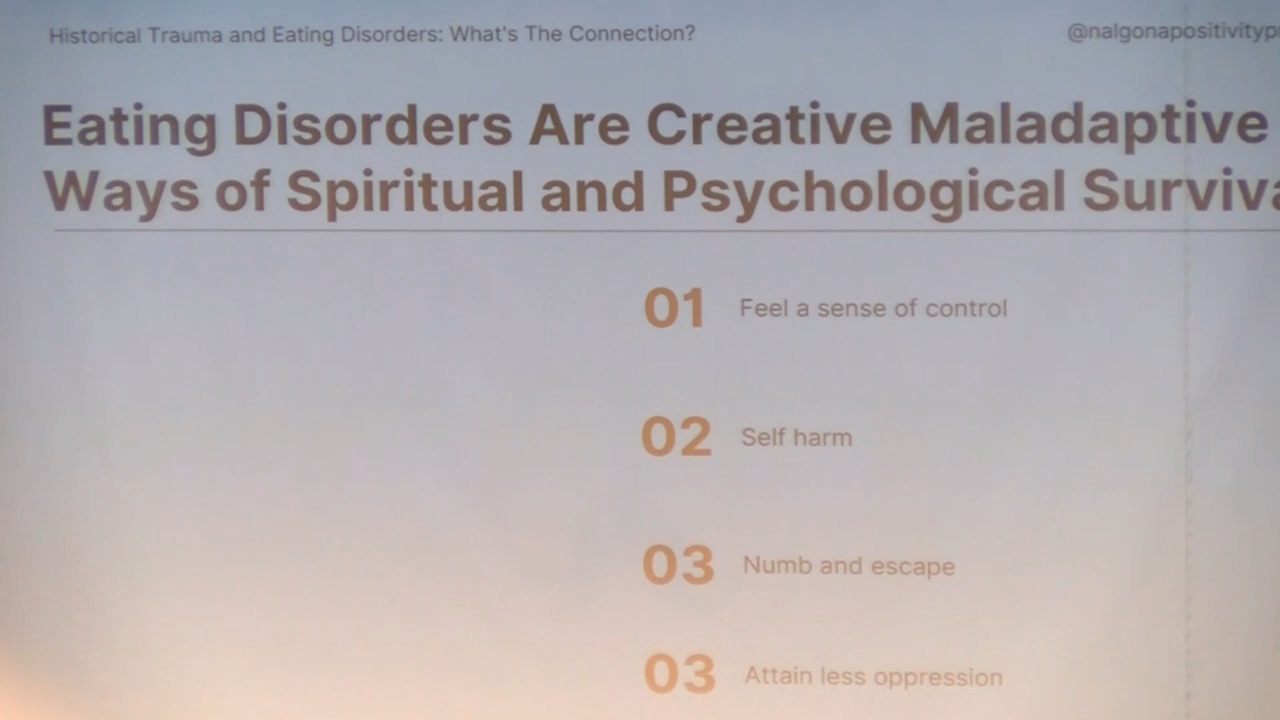 Historical Trauma and Eating Disorders: What's The Connection?
@nalgonapositivityp
Eating Disorders Are Creative Maladaptive
Ways of Spiritual and Psychological Surviva
01 Feel a sense of control
02 Self harm
03 Numb and escape
03 Attain less oppression